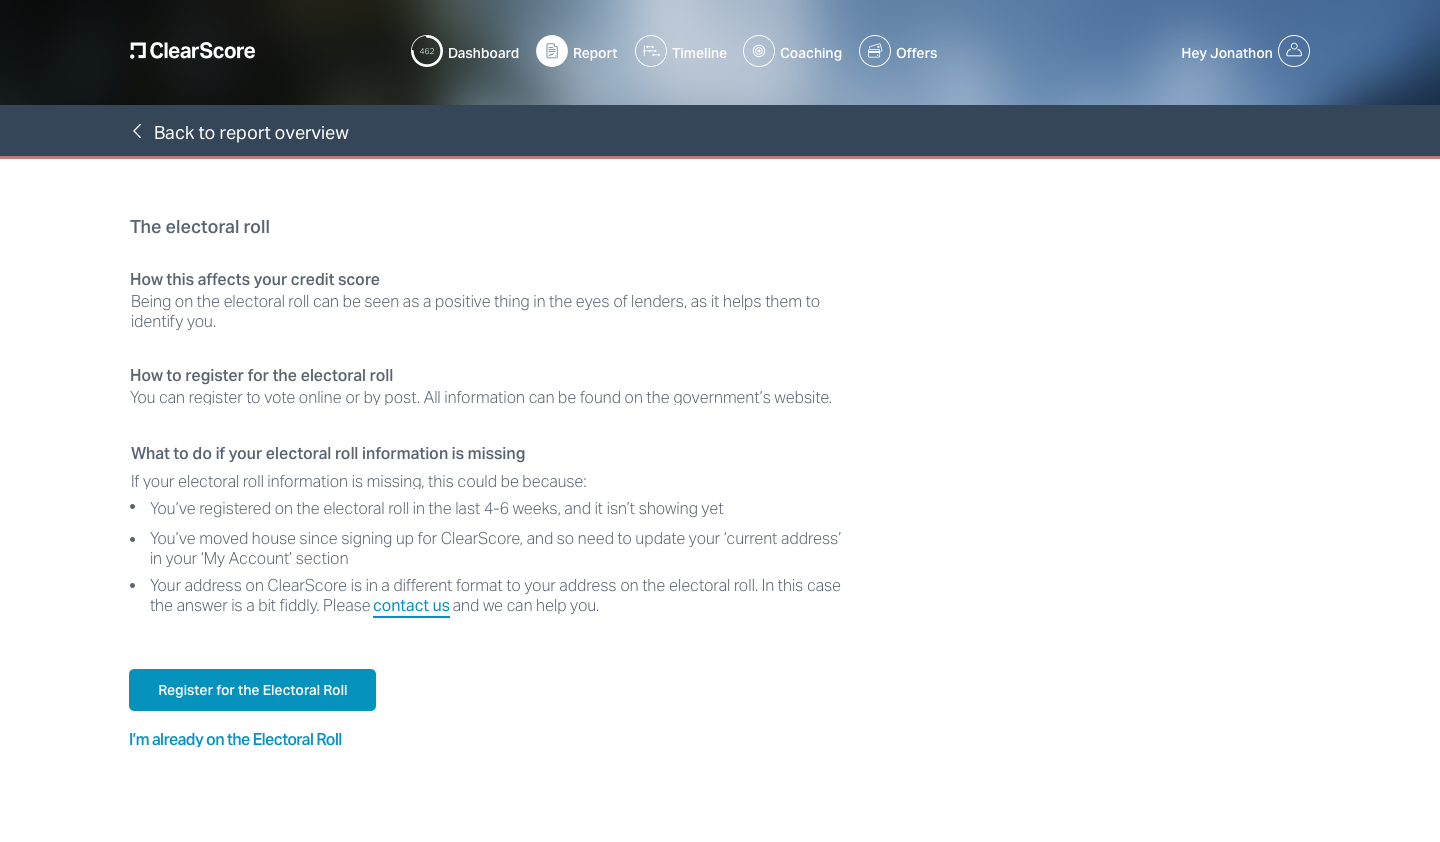 ClearScore
462 Dashboard Report Timeline Coaching Offers Hey Jonathon
Back to report overview
The electoral roll
How this affects your credit score
Being on the electoral roll can be seen as a positive thing in the eyes of lenders, as it helps them to
identify you.
How to register for the electoral roll
You can register to vote online or by post. All information can be found on the government’s website.
What to do if your electoral roll information is missing
If your electoral roll information is missing, this could be because:
• You’ve registered on the electoral roll in the last 4-6 weeks, and it isn’t showing yet
• You’ve moved house since signing up for ClearScore, and so need to update your ‘current address’
in your ‘My Account’ section
• Your address on ClearScore is in a different format to your address on the electoral roll. In this case
the answer is a bit fiddly. Please contact us and we can help you.
Register for the Electoral Roll
I’m already on the Electoral Roll